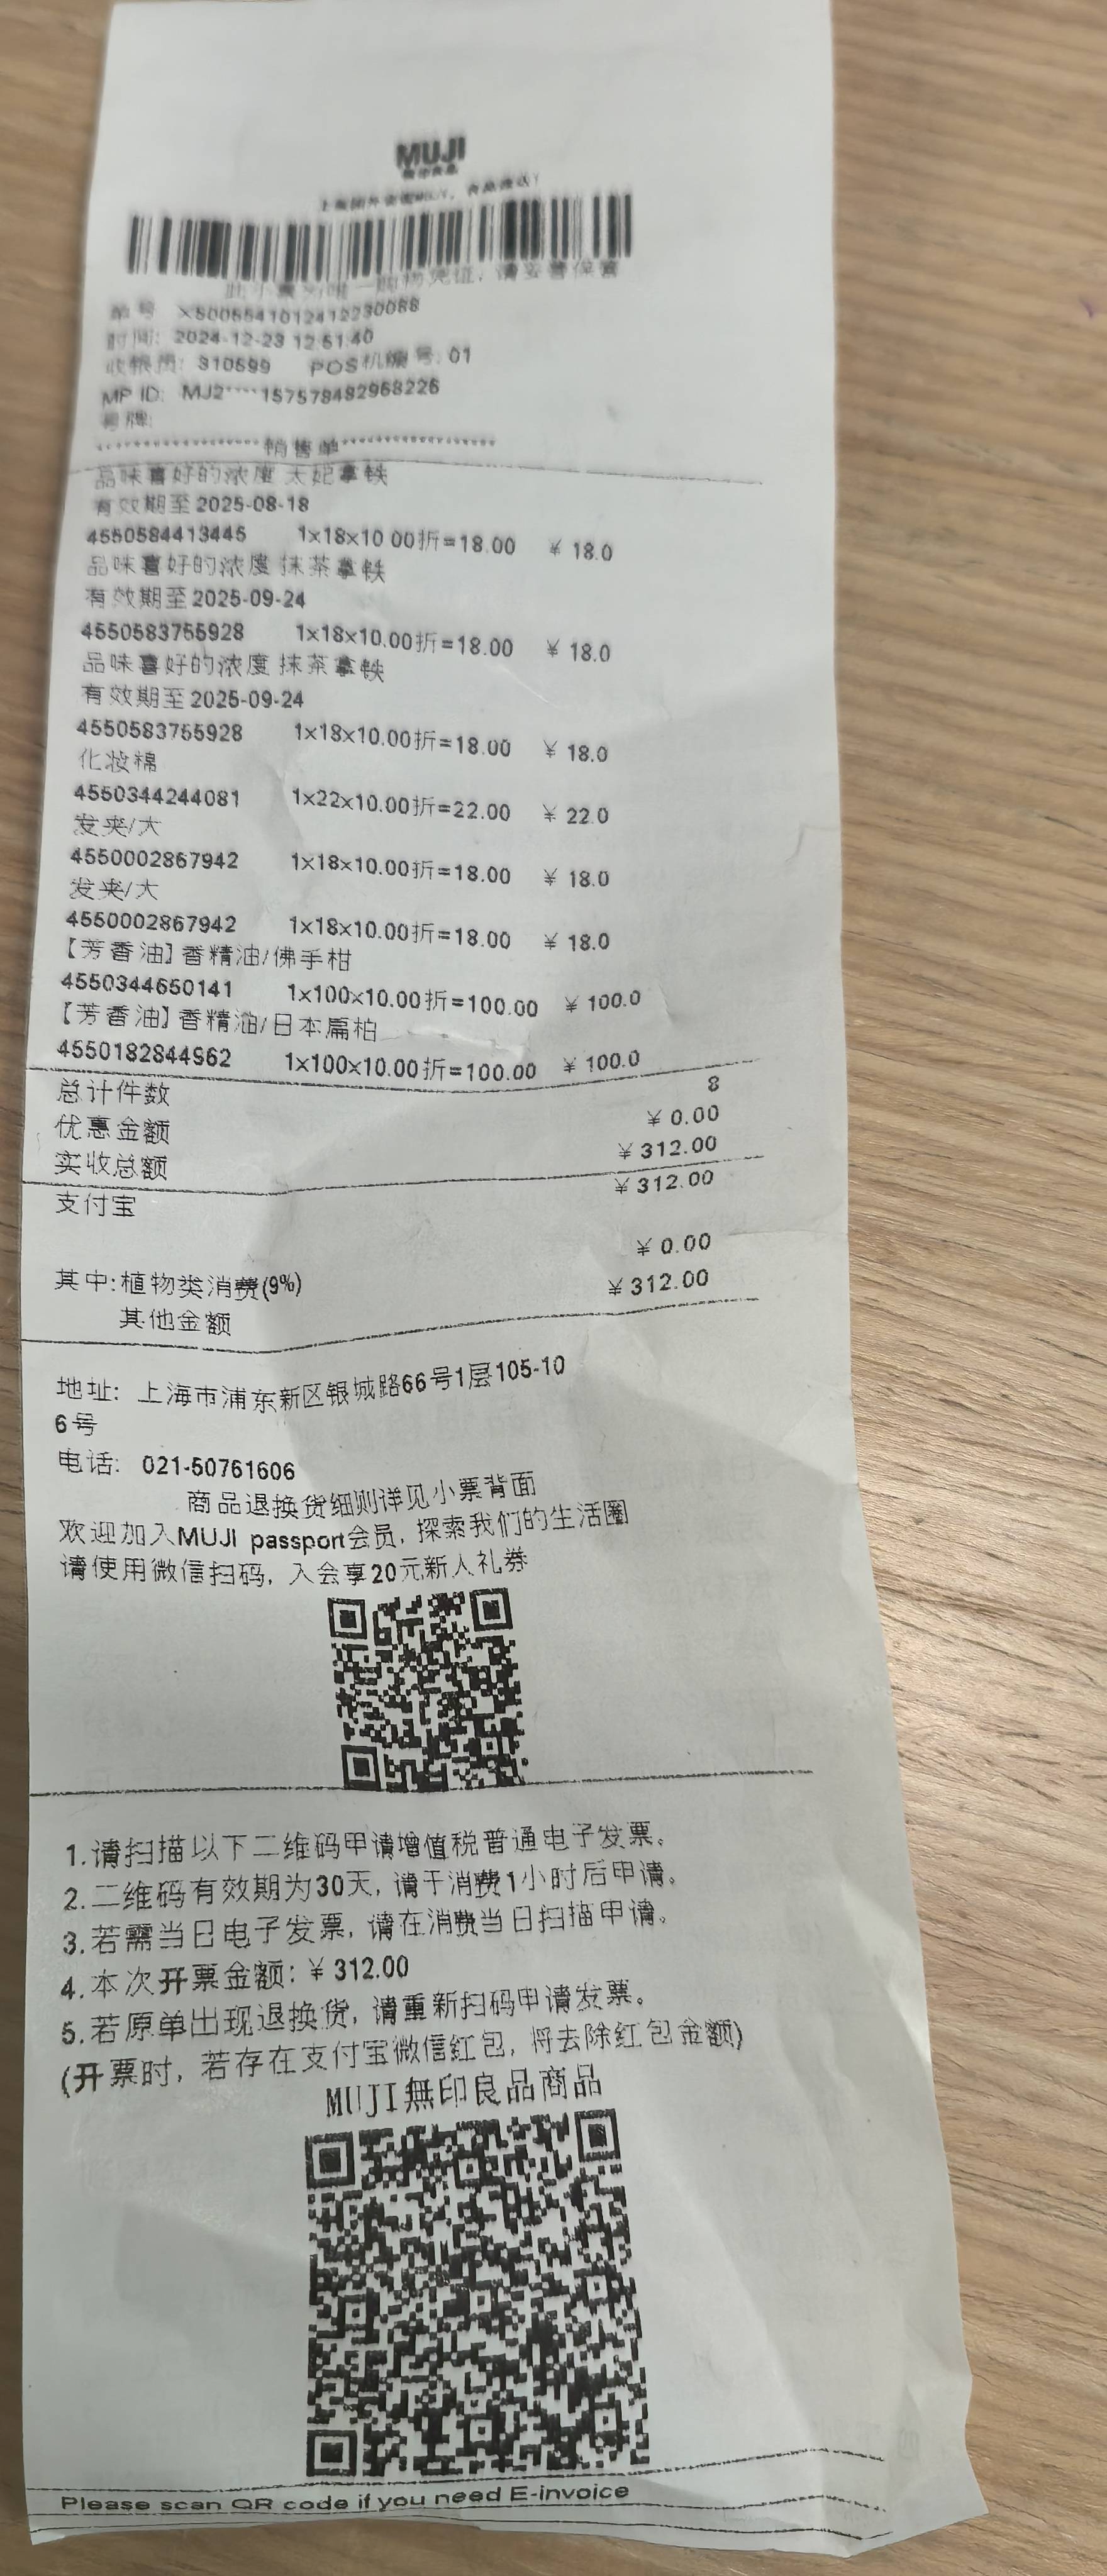 MUJI
此小票为唯一购物凭证，请妥善保管
单号 X5005541012412230088
时间: 2024-12-23 12:51:40
收银员: 310599 POS机编号: 01
MP ID: MJ2****157578492968226
号牌:
********************销售单********************
品味喜好的浓度 太妃拿铁
有效期至2025-08-18
4550584413445 1×18×10.00折=18.00 ¥ 18.0
品味喜好的浓度 抹茶拿铁
有效期至2025-09-24
4550583755928 1×18×10.00折=18.00 ¥ 18.0
品味喜好的浓度 抹茶拿铁
有效期至2025-09-24
4550583755928 1×18×10.00折=18.00 ¥ 18.0
化妆棉
4550344244081 1×22×10.00折=22.00 ¥ 22.0
发夹/大
4550002867942 1×18×10.00折=18.00 ¥ 18.0
发夹/大
4550002867942 1×18×10.00折=18.00 ¥ 18.0
【芳香油】香精油/佛手柑
4550344650141 1×100×10.00折=100.00 ¥ 100.0
【芳香油】香精油/日本扁柏
4550182844962 1×100×10.00折=100.00 ¥ 100.0
总计件数 8
优惠金额 ¥ 0.00
实收总额 ¥ 312.00
支付宝 ¥ 312.00
其中:植物类消费(9%) ¥ 0.00
其他金额 ¥ 312.00
地址: 上海市浦东新区银城路66号1层105-10
6号
电话: 021-50761606
商品退换货细则详见小票背面
欢迎加入MUJI passport会员, 探索我们的生活圈
请使用微信扫码, 入会享20元新人礼券
1.请扫描以下二维码申请增值税普通电子发票。
2.二维码有效期为30天, 请于消费1小时后申请。
3.若需当日电子发票, 请在消费当日扫描申请。
4.本次开票金额: ¥ 312.00
5.若原单出现退换货, 请重新扫码申请发票。
(开票时, 若存在支付宝微信红包, 将去除红包金额)
MUJI無印良品商品
Please scan QR code if you need E-invoice